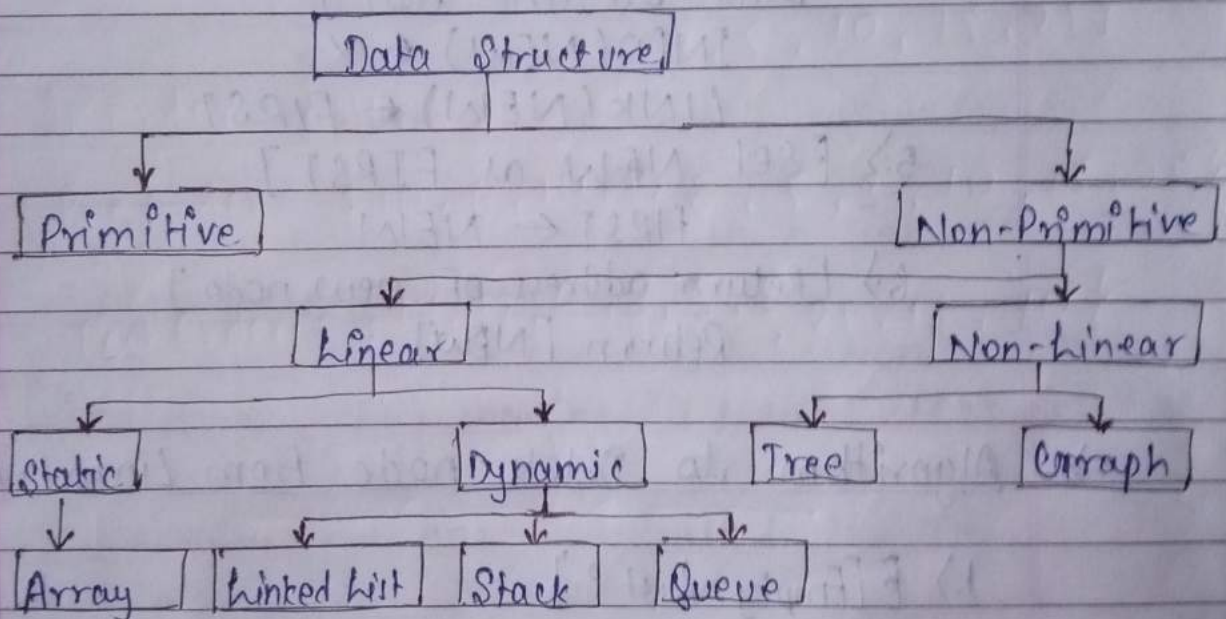 Data Structure
Primitive Non-Primitive
Linear Non-Linear
Static Dynamic Tree Graph
Array Linked List Stack Queue